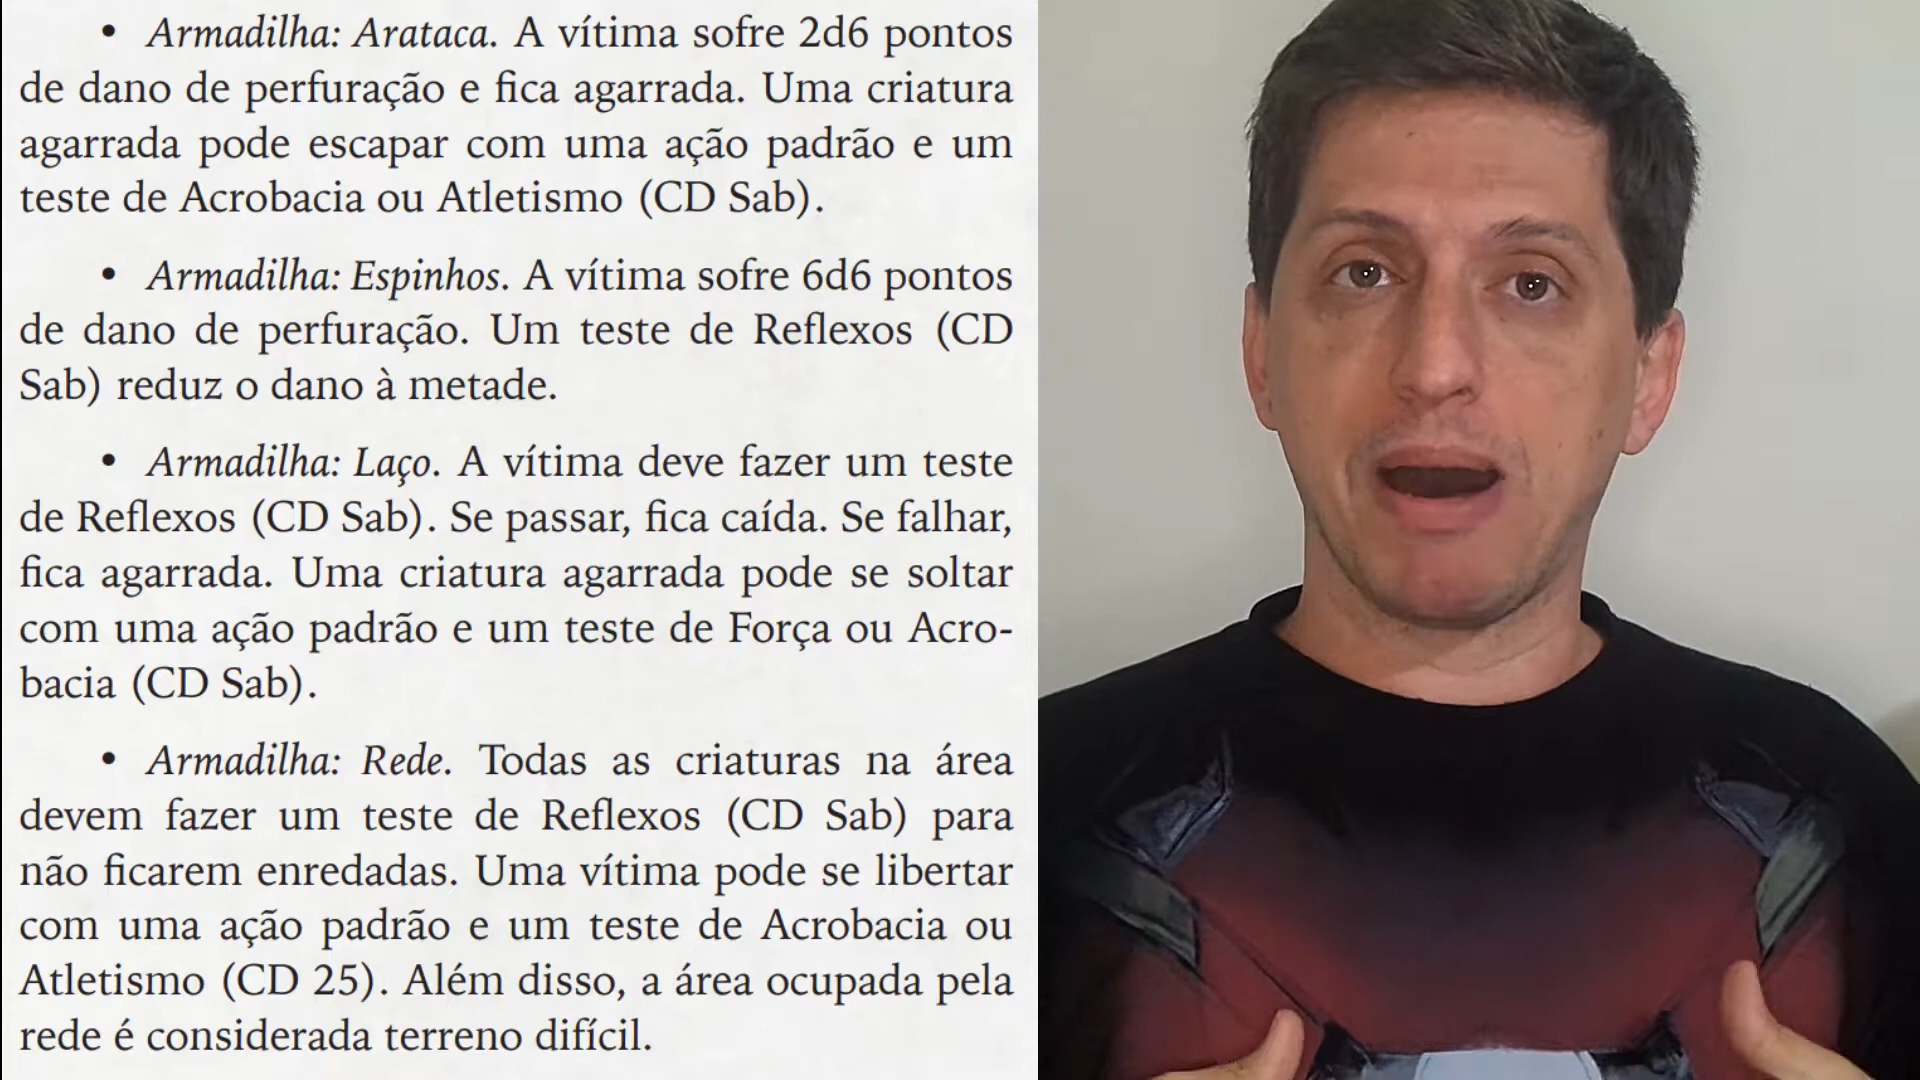 • Armadilha: Arataca. A vítima sofre 2d6 pontos
de dano de perfuração e fica agarrada. Uma criatura
agarrada pode escapar com uma ação padrão e um
teste de Acrobacia ou Atletismo (CD Sab).
• Armadilha: Espinhos. A vítima sofre 6d6 pontos
de dano de perfuração. Um teste de Reflexos (CD
Sab) reduz o dano à metade.
• Armadilha: Laço. A vítima deve fazer um teste
de Reflexos (CD Sab). Se passar, fica caída. Se falhar,
fica agarrada. Uma criatura agarrada pode se soltar
com uma ação padrão e um teste de Força ou Acro-
bacia (CD Sab).
• Armadilha: Rede. Todas as criaturas na área
devem fazer um teste de Reflexos (CD Sab) para
não ficarem enredadas. Uma vítima pode se libertar
com uma ação padrão e um teste de Acrobacia ou
Atletismo (CD 25). Além disso, a área ocupada pela
rede é considerada terreno difícil.